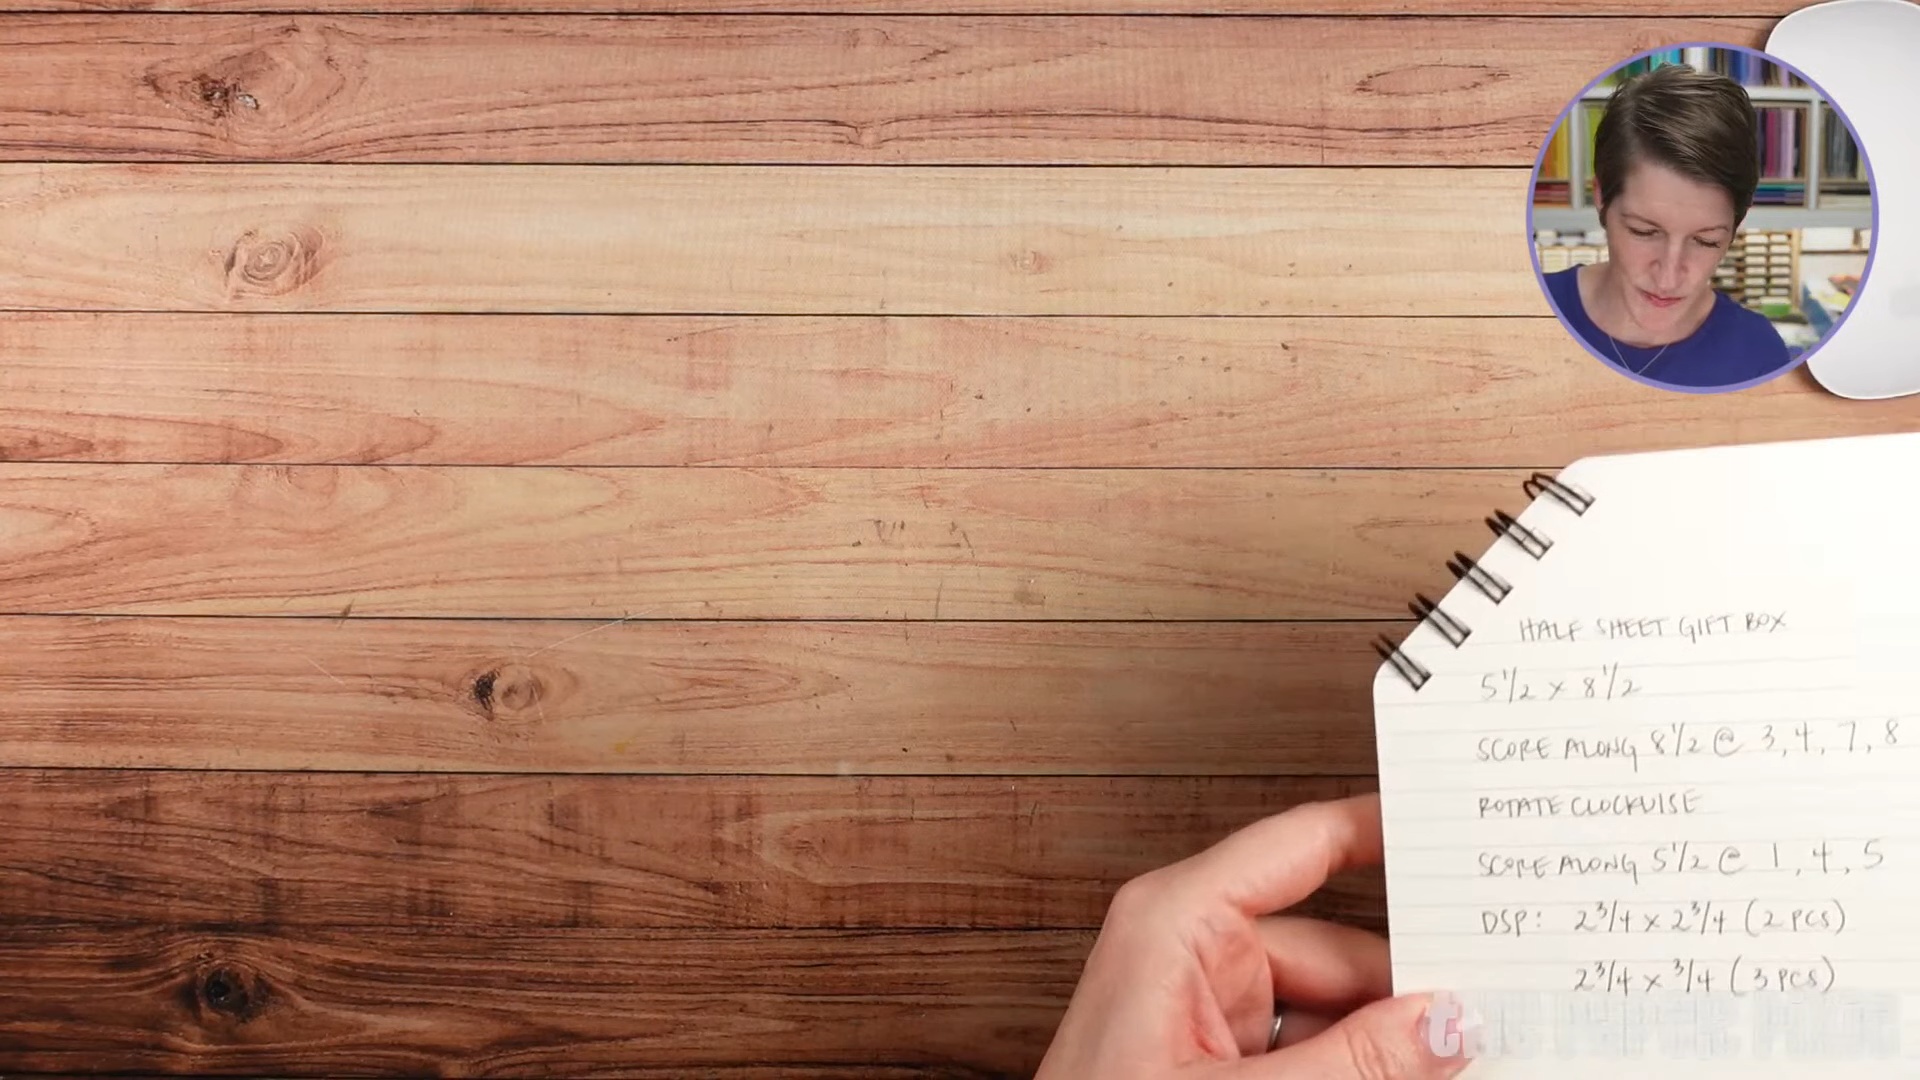 HALF SHEET GIFT BOX
5 1/2 x 8 1/2
SCORE ALONG 8 1/2 @ 3, 4, 7, 8
ROTATE CLOCKWISE
SCORE ALONG 5 1/2 @ 1, 4, 5
DSP: 2 3/4 x 2 3/4 (2 PCS)
2 3/4 x 3/4 (3 PCS)